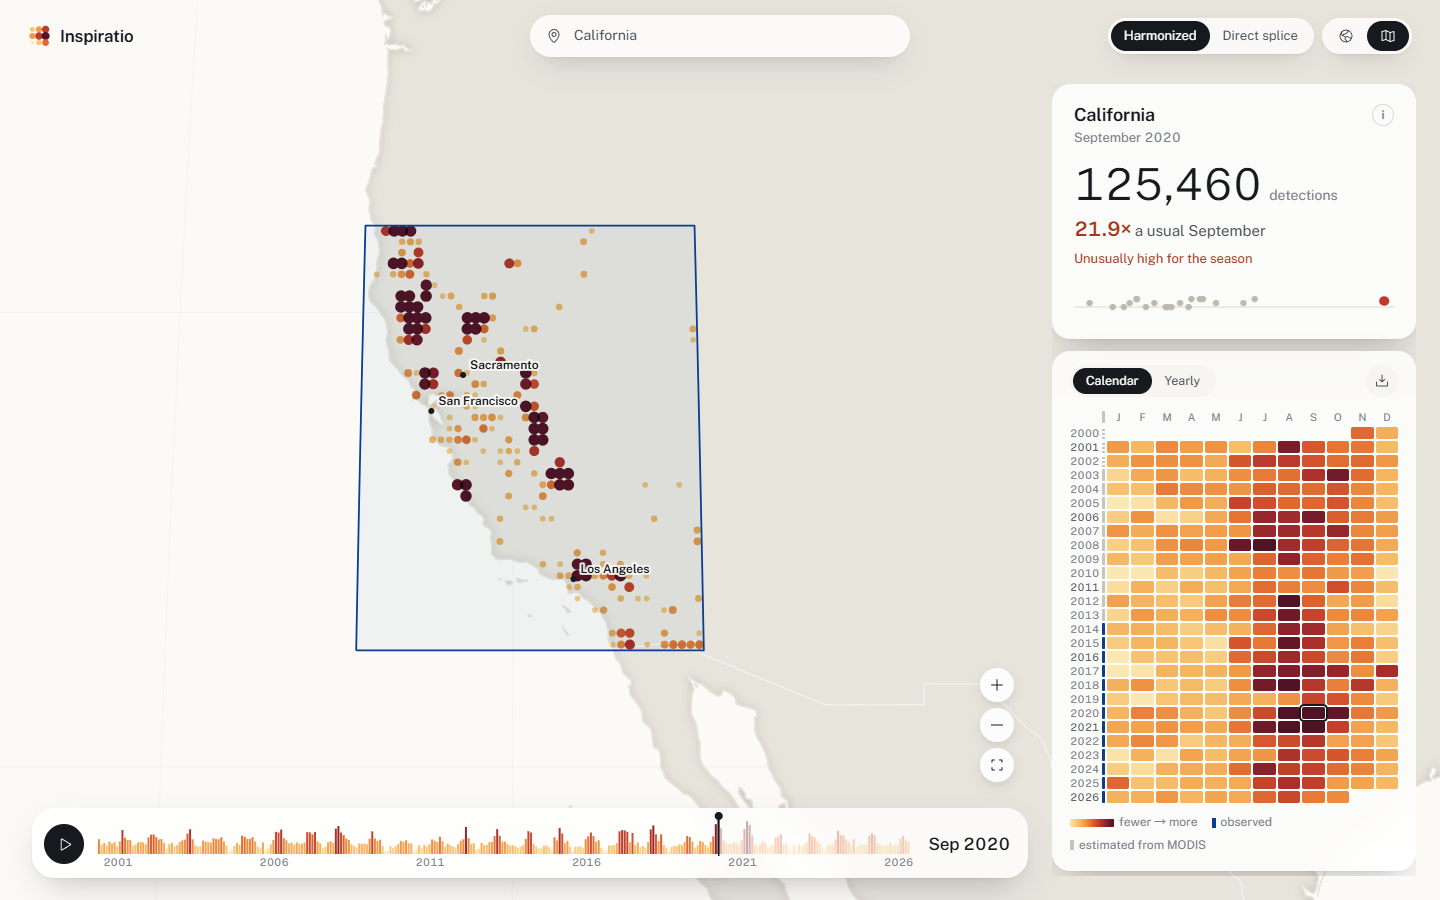 Inspiratio
California
Harmonized Direct splice
California
i
September 2020
125,460 detections
21.9× a usual September
Unusually high for the season
Sacramento
San Francisco
Los Angeles
Calendar Yearly
J F M A M J J A S O N D
2000
2001
2002
2003
2004
2005
2006
2007
2008
2009
2010
2011
2012
2013
2014
2015
2016
2017
2018
2019
2020
2021
2022
2023
2024
2025
2026
fewer → more observed
estimated from MODIS
2001 2006 2011 2016 2021 2026
Sep 2020